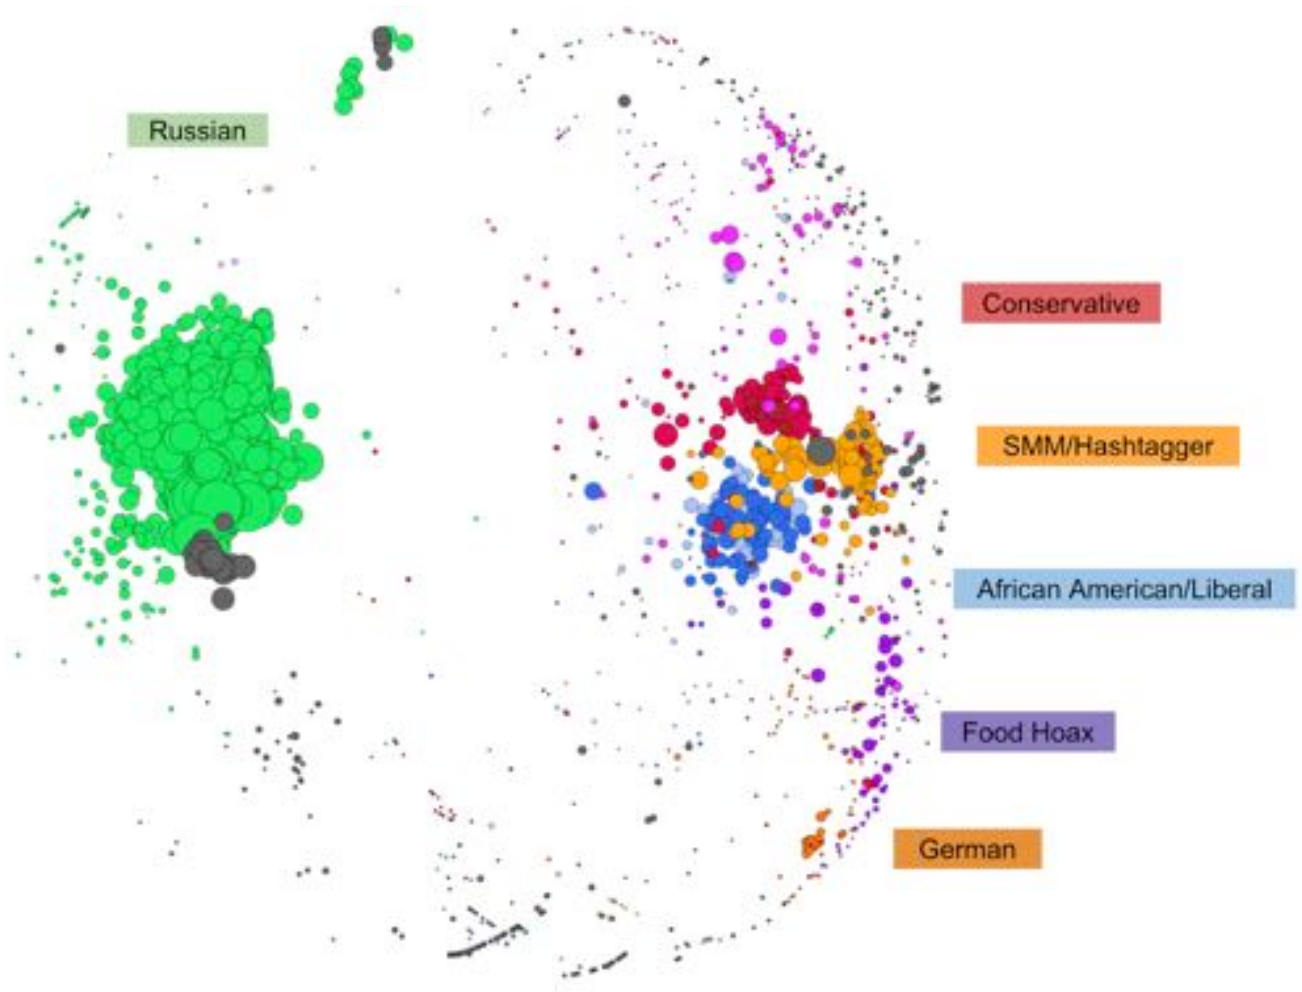 Russian
Conservative
SMM/Hashtagger
African American/Liberal
Food Hoax
German